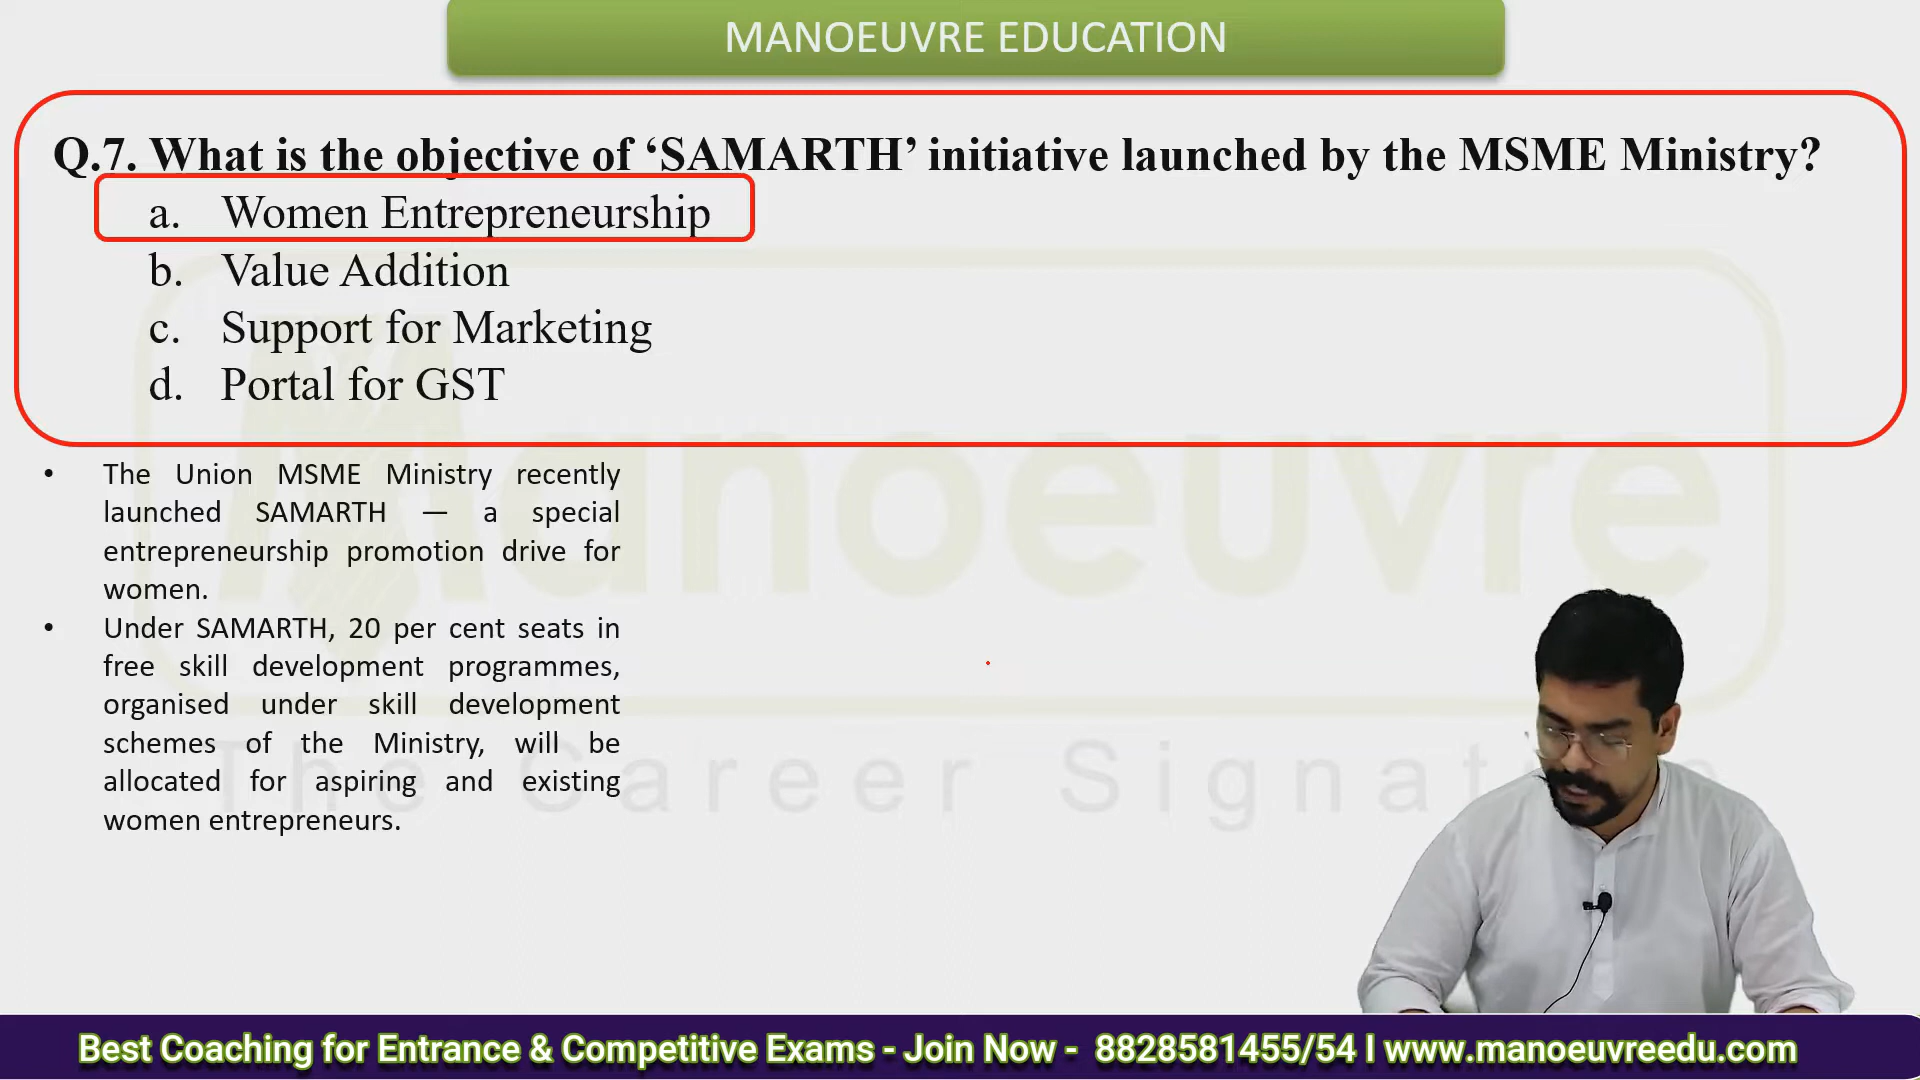 MANOEUVRE EDUCATION
Q.7. What is the objective of ‘SAMARTH’ initiative launched by the MSME Ministry?
a. Women Entrepreneurship
b. Value Addition
c. Support for Marketing
d. Portal for GST
• The Union MSME Ministry recently
launched SAMARTH — a special
entrepreneurship promotion drive for
women.
• Under SAMARTH, 20 per cent seats in
free skill development programmes,
organised under skill development
schemes of the Ministry, will be
allocated for aspiring and existing
women entrepreneurs.
Manoeuvre
The Career Signat
Best Coaching for Entrance & Competitive Exams - Join Now - 8828581455/54 I www.manoeuvreedu.com